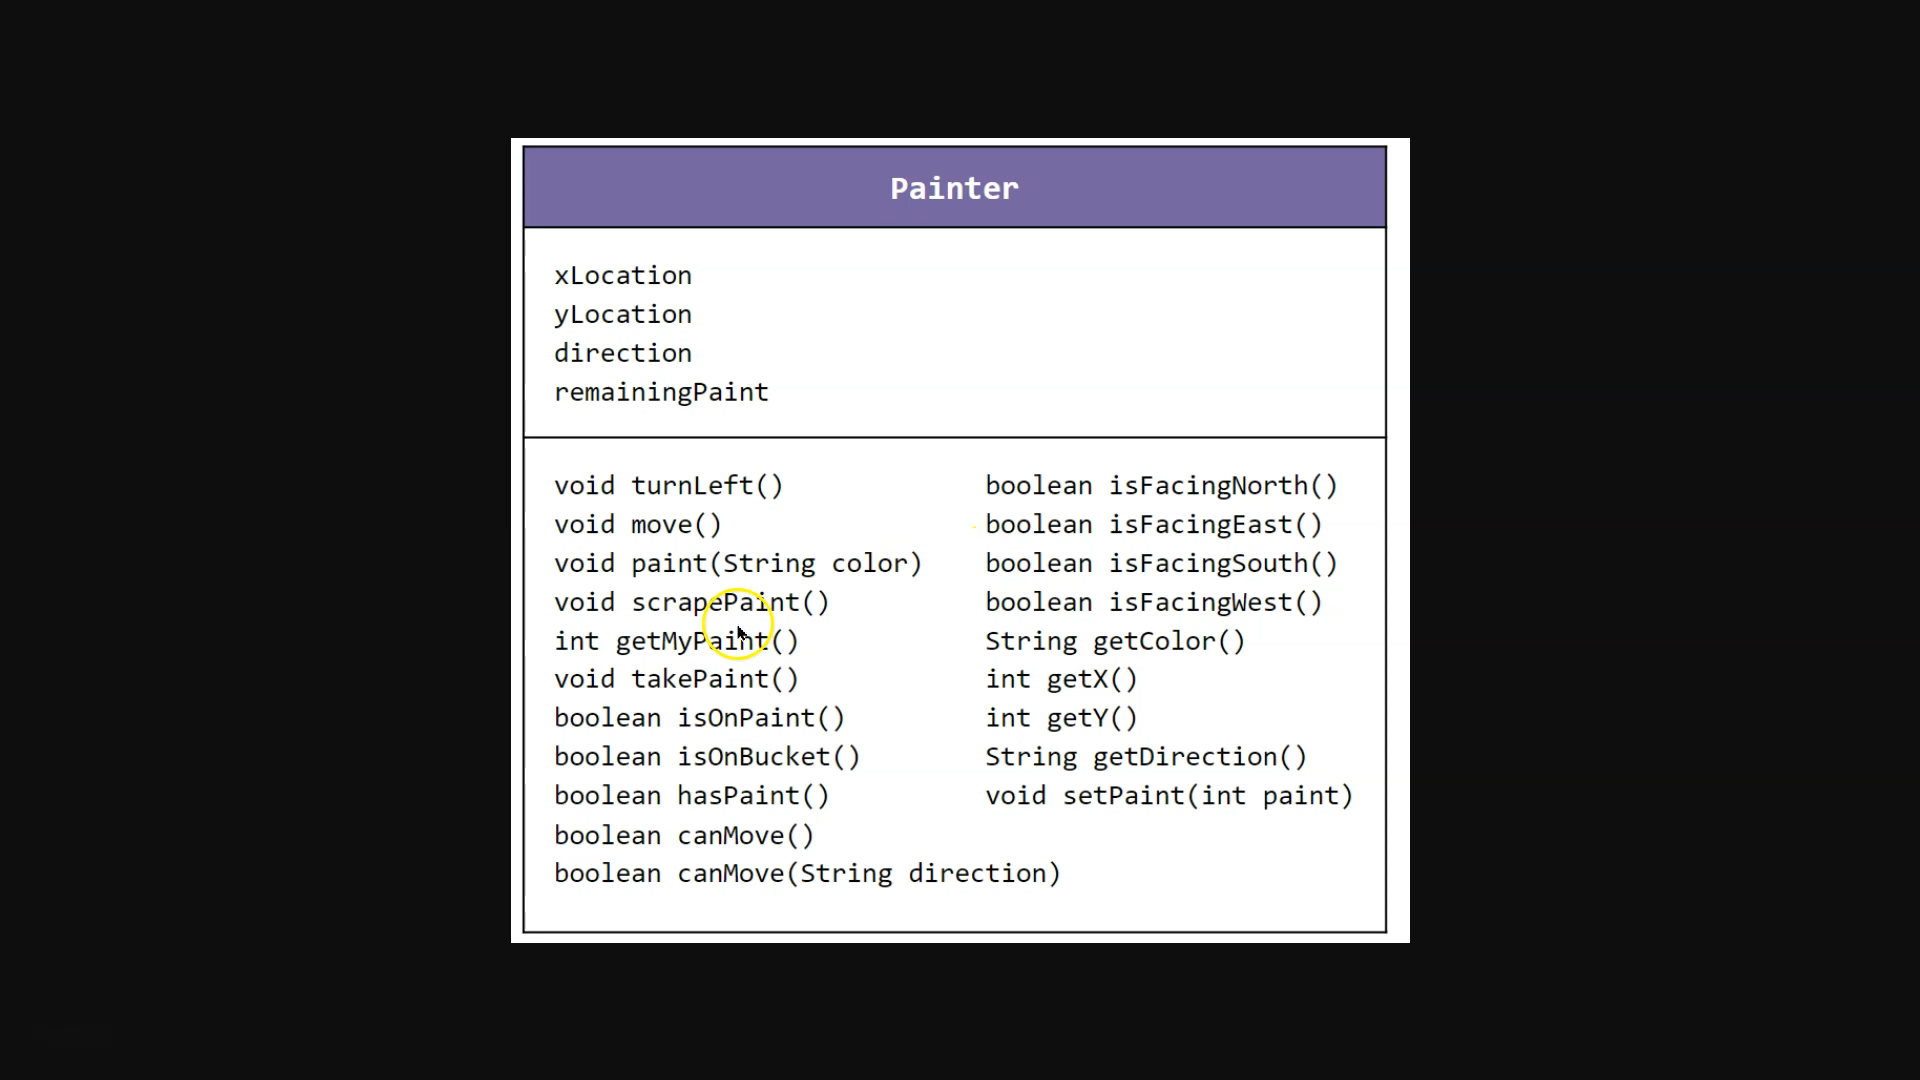 Painter
xLocation
yLocation
direction
remainingPaint
void turnLeft()
void move()
void paint(String color)
void scrapePaint()
int getMyPaint()
void takePaint()
boolean isOnPaint()
boolean isOnBucket()
boolean hasPaint()
boolean canMove()
boolean canMove(String direction)
boolean isFacingNorth()
boolean isFacingEast()
boolean isFacingSouth()
boolean isFacingWest()
String getColor()
int getX()
int getY()
String getDirection()
void setPaint(int paint)